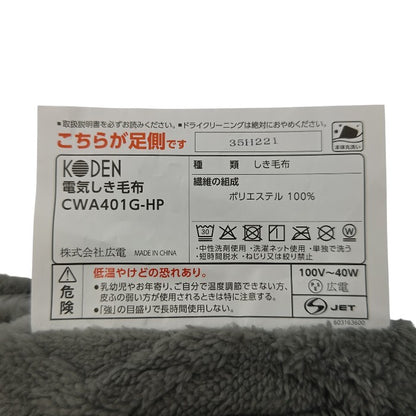 ・取扱説明書を必ずお読みください。・ドライクリーニングは絶対におやめください。
こちらが足側です
35H221
本体丸洗い
KODEN
電気しき毛布
CWA401G-HP
株式会社広電 MADE IN CHINA
種 類 しき毛布
繊維の組成
ポリエステル 100%
30
・中性洗剤使用・洗濯ネット使用・単独で洗う
・短時間脱水・ねじり又は絞り禁止
危険
低温やけどの恐れあり。
・乳幼児やお年寄り、ご自分で温度調節できない方、
皮ふの弱い方が使用されるときは特に注意する。
・「強」の目盛りで長時間使用しない。
100V～40W
PS
E
広電
JET
603163600